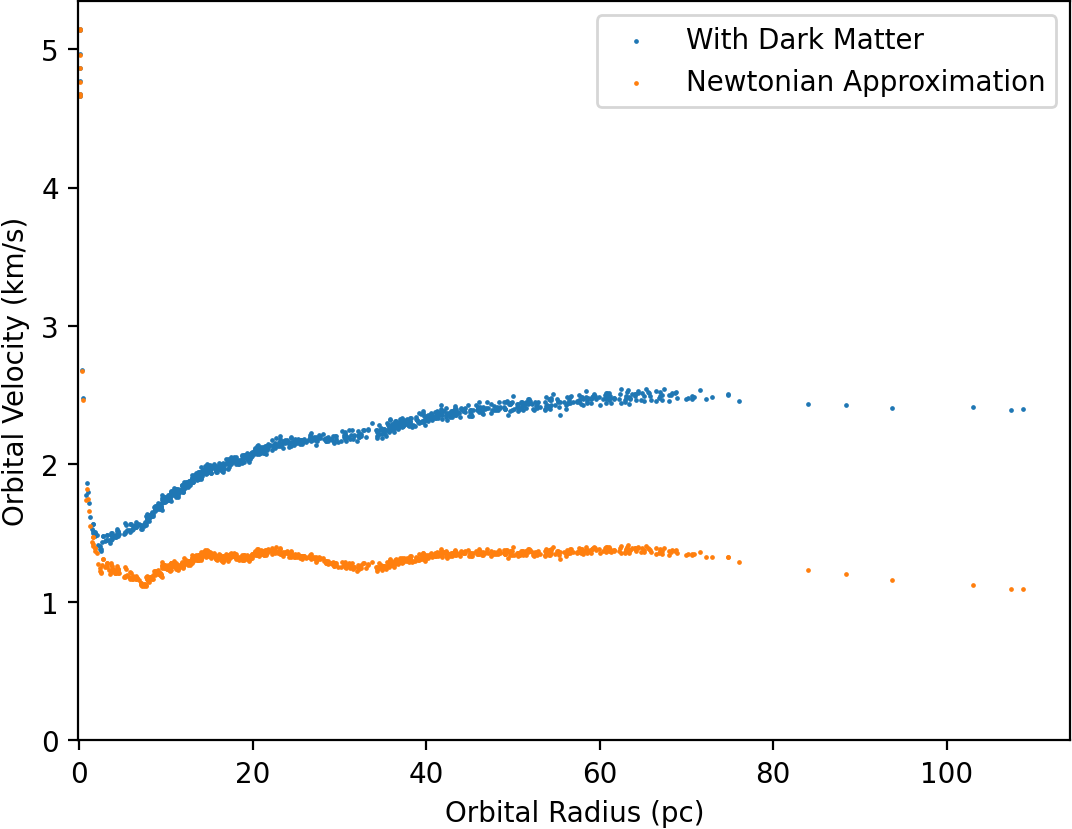 With Dark Matter
Newtonian Approximation
5
4
3
2
1
0
Orbital Velocity (km/s)
0 20 40 60 80 100
Orbital Radius (pc)